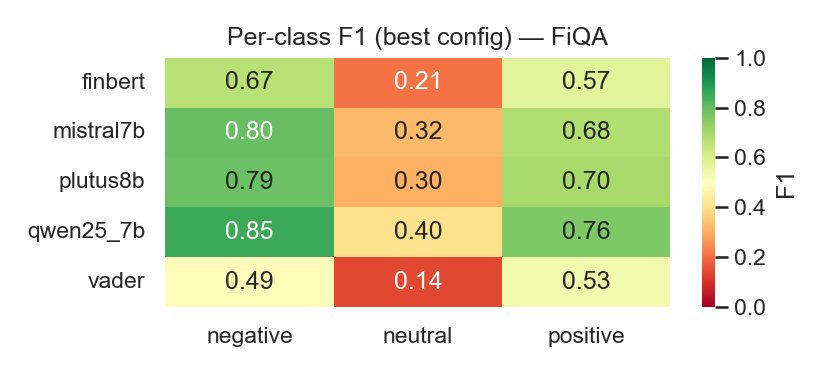 Per-class F1 (best config) — FiQA
finbert 0.67 0.21 0.57
mistral7b 0.80 0.32 0.68
plutus8b 0.79 0.30 0.70
qwen25_7b 0.85 0.40 0.76
vader 0.49 0.14 0.53
negative neutral positive
1.0
0.8
0.6
0.4
0.2
0.0
F1